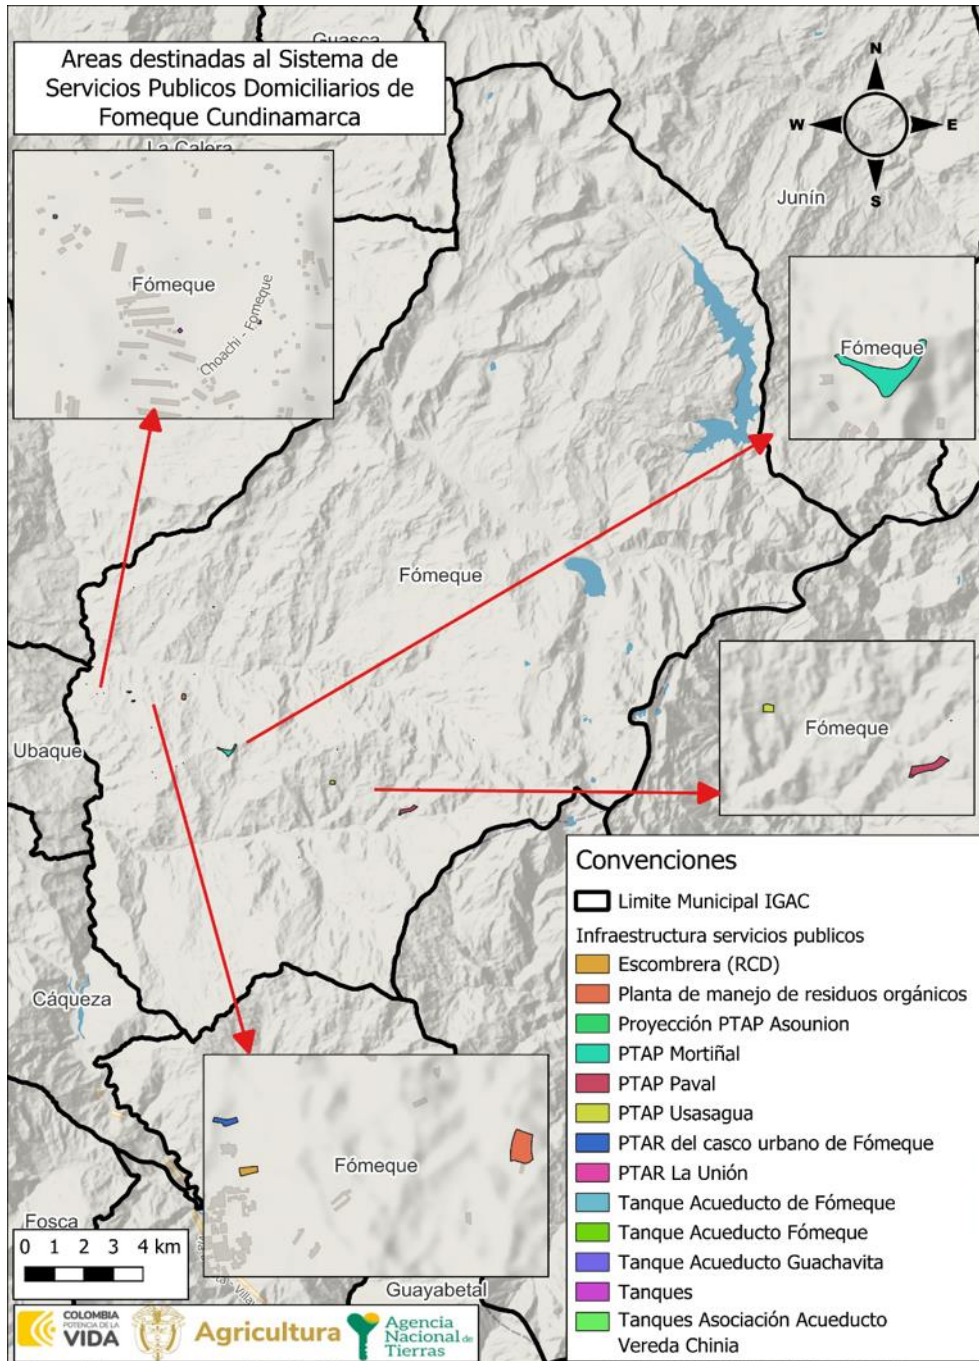 Guasca
Areas destinadas al Sistema de
Servicios Publicos Domiciliarios de
Fomeque Cundinamarca
La Calera
N
W
E
S
Junín
Fómeque
Choachi - Fomeque
Fómeque
Fómeque
Fómeque
Ubaque
Cáqueza
Fómeque
Fosca
Guayabetal
0 1 2 3 4 km
Convenciones
Limite Municipal IGAC
Infraestructura servicios publicos
Escombrera (RCD)
Planta de manejo de residuos orgánicos
Proyección PTAP Asounion
PTAP Mortiñal
PTAP Paval
PTAP Usasagua
PTAR del casco urbano de Fómeque
PTAR La Unión
Tanque Acueducto de Fómeque
Tanque Acueducto Fómeque
Tanque Acueducto Guachavita
Tanques
Tanques Asociación Acueducto
Vereda Chinia
COLOMBIA
POTENCIA DE LA
VIDA
Agricultura
Agencia
Nacional de
Tierras